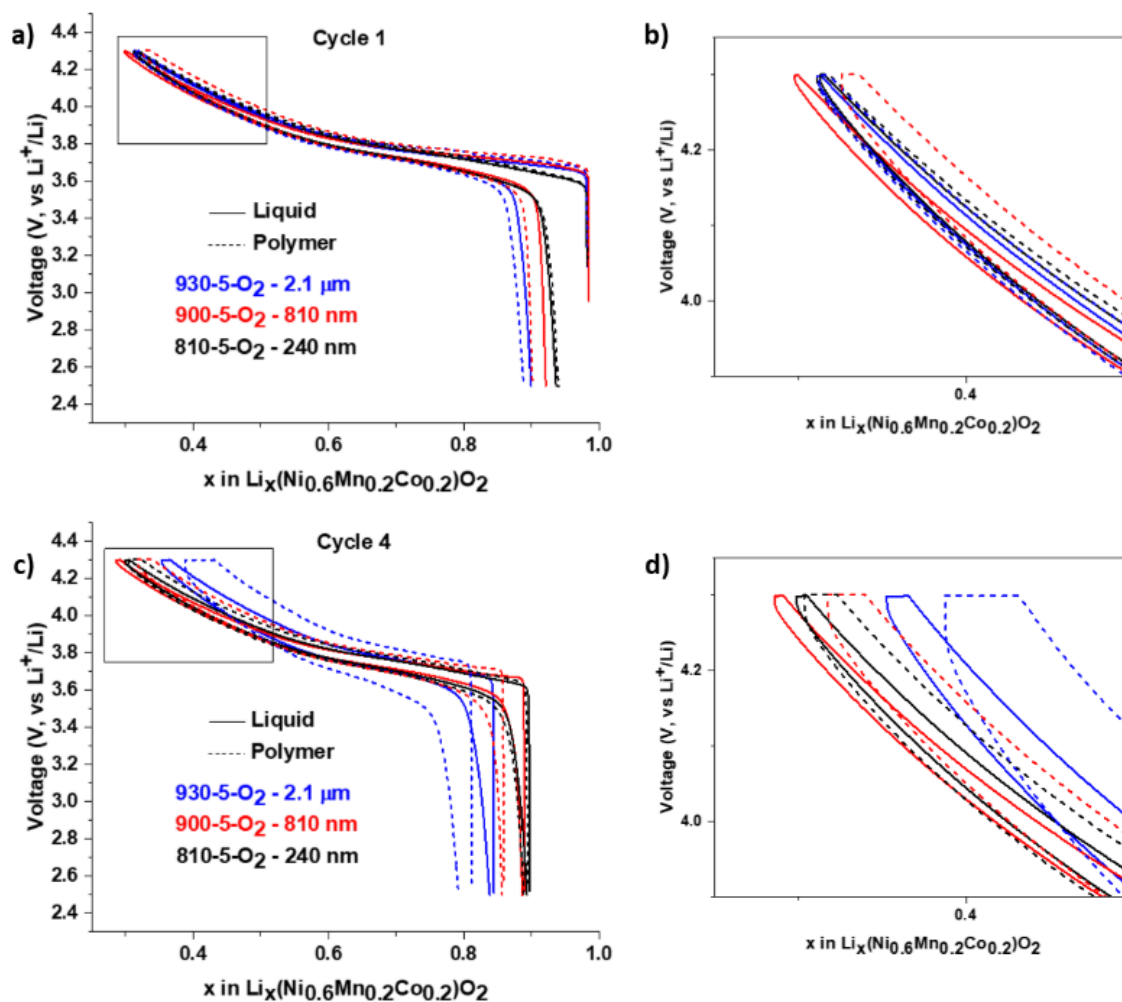 a)
Cycle 1
4.4
4.2
4.0
3.8
3.6
3.4
3.2
3.0
2.8
2.6
2.4
Voltage (V, vs Li⁺/Li)
Liquid
Polymer
930-5-O₂ - 2.1 μm
900-5-O₂ - 810 nm
810-5-O₂ - 240 nm
0.4 0.6 0.8 1.0
x in Liₓ(Ni₀.₆Mn₀.₂Co₀.₂)O₂
b)
4.2
4.0
Voltage (V, vs Li⁺/Li)
0.4
x in Liₓ(Ni₀.₆Mn₀.₂Co₀.₂)O₂
c)
Cycle 4
4.4
4.2
4.0
3.8
3.6
3.4
3.2
3.0
2.8
2.6
2.4
Voltage (V, vs Li⁺/Li)
Liquid
Polymer
930-5-O₂ - 2.1 μm
900-5-O₂ - 810 nm
810-5-O₂ - 240 nm
0.4 0.6 0.8 1.0
x in Liₓ(Ni₀.₆Mn₀.₂Co₀.₂)O₂
d)
4.2
4.0
Voltage (V, vs Li⁺/Li)
0.4
x in Liₓ(Ni₀.₆Mn₀.₂Co₀.₂)O₂